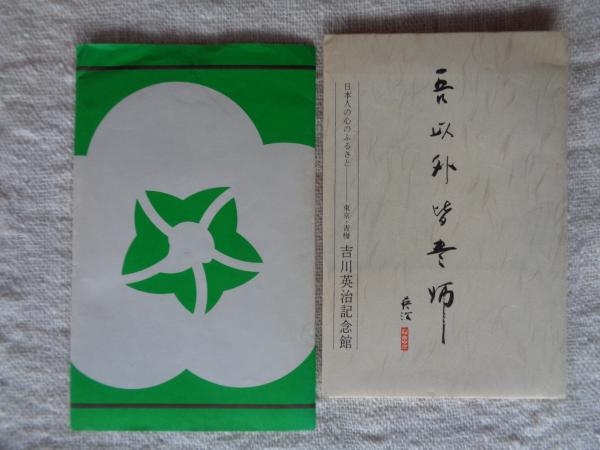 吾以外皆吾師
英治
日本人の心のふるさと
東京・青梅 吉川英治記念館